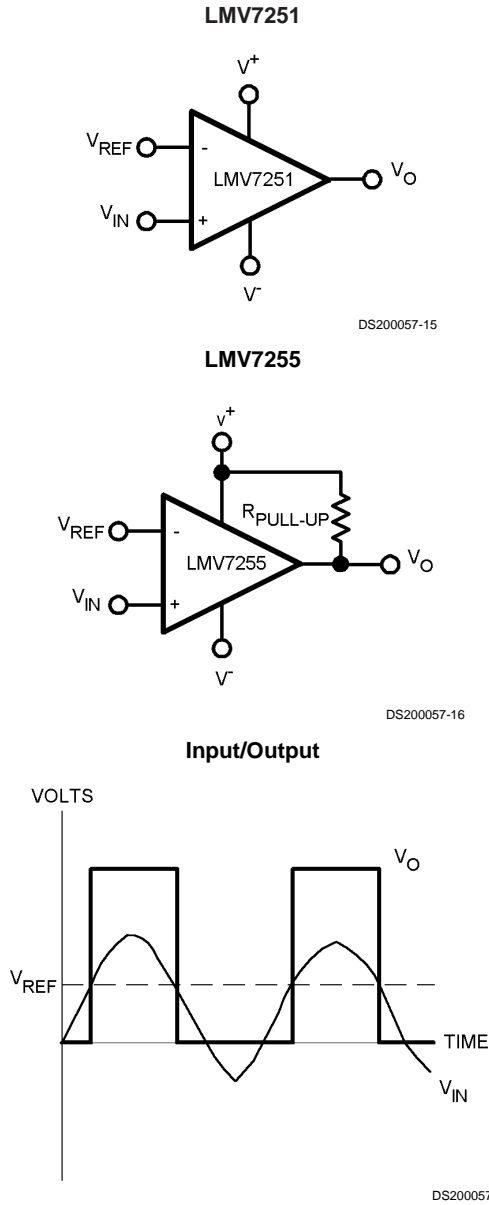 LMV7251
V+
VREF
-
LMV7251
VO
VIN
+
V-
DS200057-15
LMV7255
V+
RPULL-UP
VREF
-
LMV7255
VO
VIN
+
V-
DS200057-16
Input/Output
VOLTS
VO
VREF
TIME
VIN
DS200057